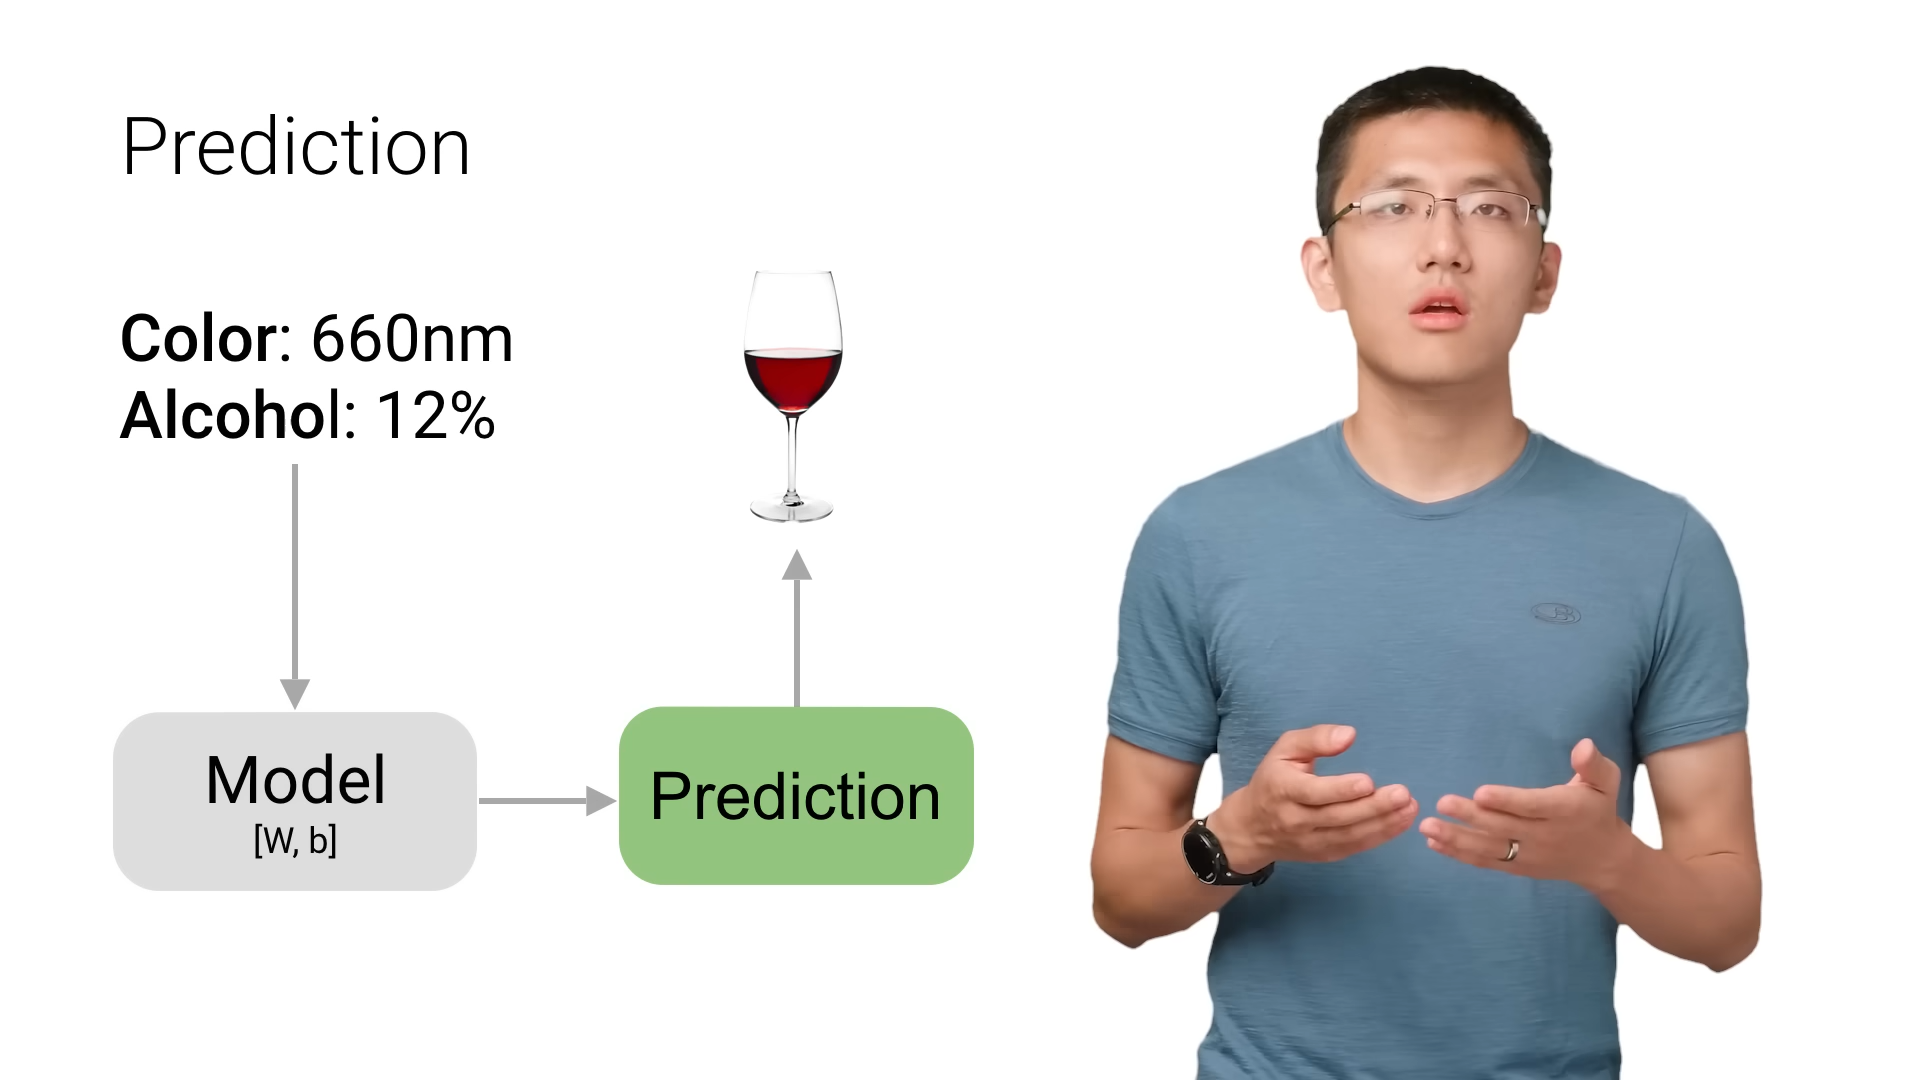 Prediction
Color: 660nm
Alcohol: 12%
Model
[W, b]
Prediction